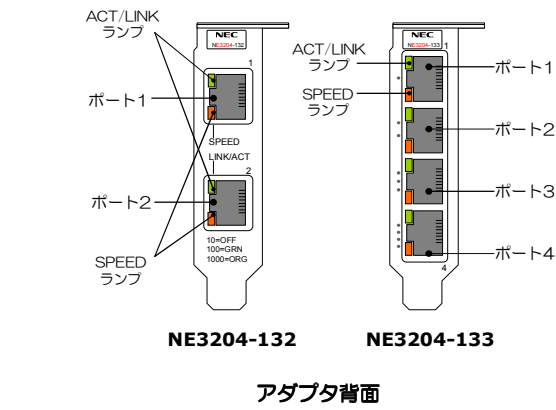 ACT/LINK
ランプ
ポート1
ポート2
SPEED
ランプ
NEC
NE3204-132
1
SPEED
LINK/ACT
2
10=OFF
100=GRN
1000=ORG
NE3204-132
ACT/LINK
ランプ
SPEED
ランプ
NEC
NE3204-133
1
4
ポート1
ポート2
ポート3
ポート4
NE3204-133
アダプタ背面